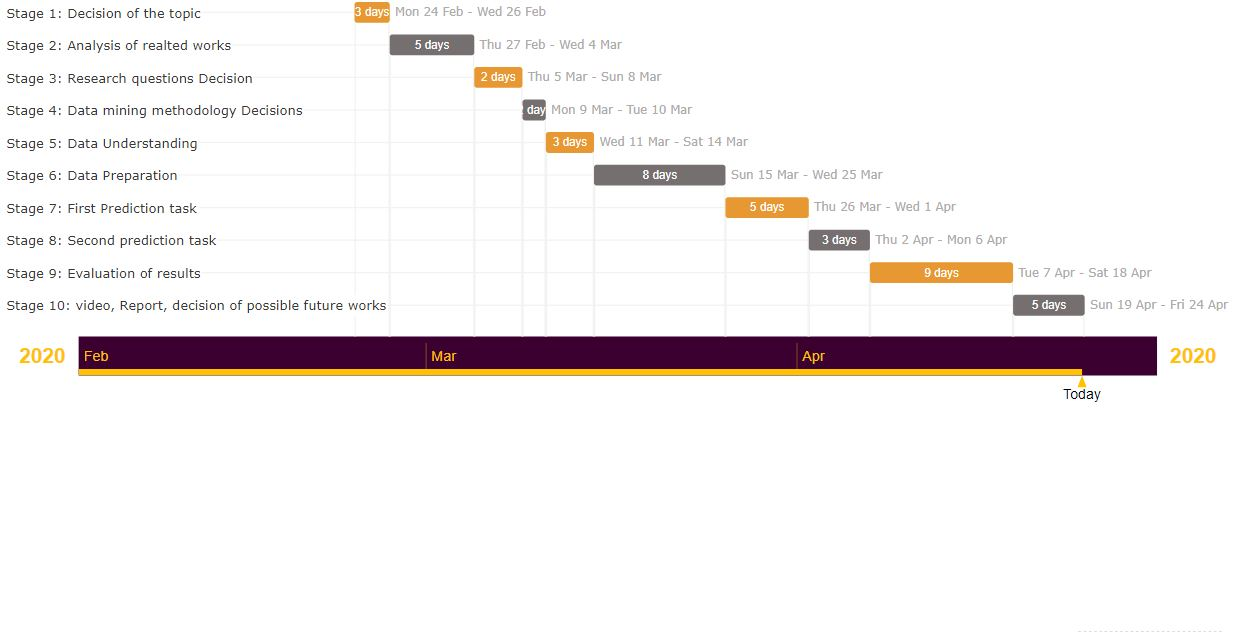 Stage 1: Decision of the topic 3 days Mon 24 Feb - Wed 26 Feb
Stage 2: Analysis of realted works 5 days Thu 27 Feb - Wed 4 Mar
Stage 3: Research questions Decision 2 days Thu 5 Mar - Sun 8 Mar
Stage 4: Data mining methodology Decisions day Mon 9 Mar - Tue 10 Mar
Stage 5: Data Understanding 3 days Wed 11 Mar - Sat 14 Mar
Stage 6: Data Preparation 8 days Sun 15 Mar - Wed 25 Mar
Stage 7: First Prediction task 5 days Thu 26 Mar - Wed 1 Apr
Stage 8: Second prediction task 3 days Thu 2 Apr - Mon 6 Apr
Stage 9: Evaluation of results 9 days Tue 7 Apr - Sat 18 Apr
Stage 10: video, Report, decision of possible future works 5 days Sun 19 Apr - Fri 24 Apr
2020 Feb Mar Apr 2020
Today